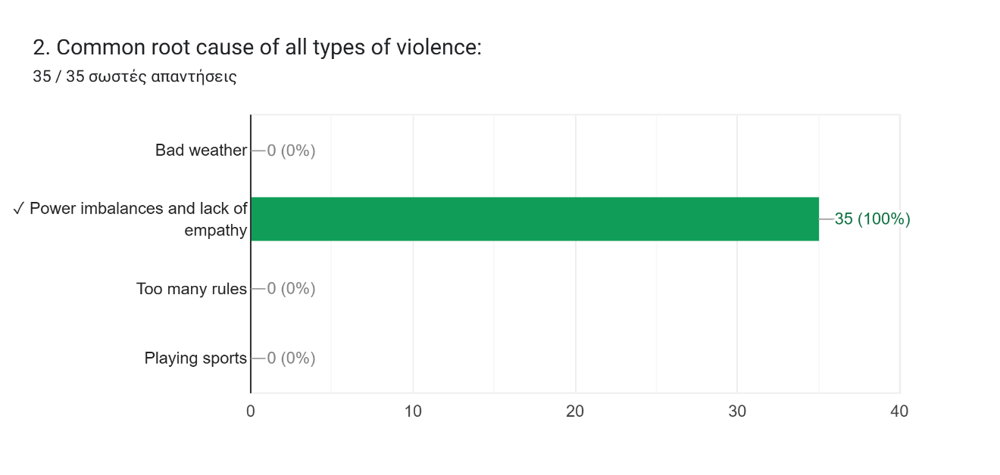 2. Common root cause of all types of violence:
35 / 35 σωστές απαντήσεις
Bad weather
0 (0%)
✓ Power imbalances and lack of
empathy
35 (100%)
Too many rules
0 (0%)
Playing sports
0 (0%)
0 10 20 30 40